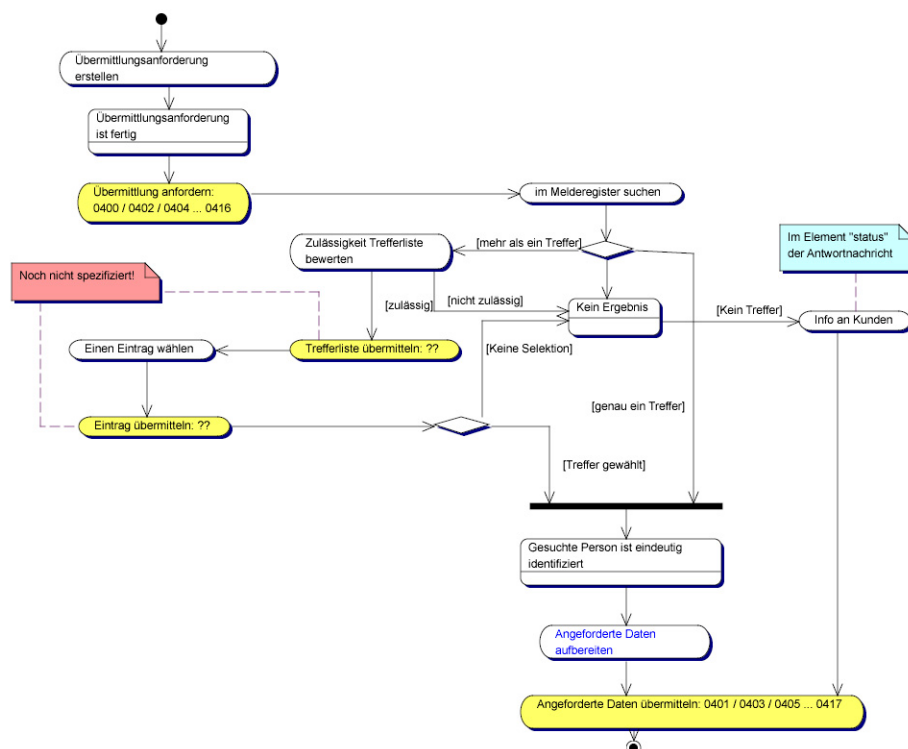 Übermittlungsanforderung
erstellen
Übermittlungsanforderung
ist fertig
Übermittlung anfordern:
0400 / 0402 / 0404 ... 0416
im Melderegister suchen
Im Element "status"
der Antwortnachricht
Zulässigkeit Trefferliste
bewerten
[mehr als ein Treffer]
Noch nicht spezifiziert!
[zulässig]
[nicht zulässig]
Kein Ergebnis
[Kein Treffer]
Info an Kunden
Einen Eintrag wählen
Trefferliste übermitteln: ??
[Keine Selektion]
[genau ein Treffer]
Eintrag übermitteln: ??
[Treffer gewählt]
Gesuchte Person ist eindeutig
identifiziert
Angeforderte Daten
aufbereiten
Angeforderte Daten übermitteln: 0401 / 0403 / 0405 ... 0417